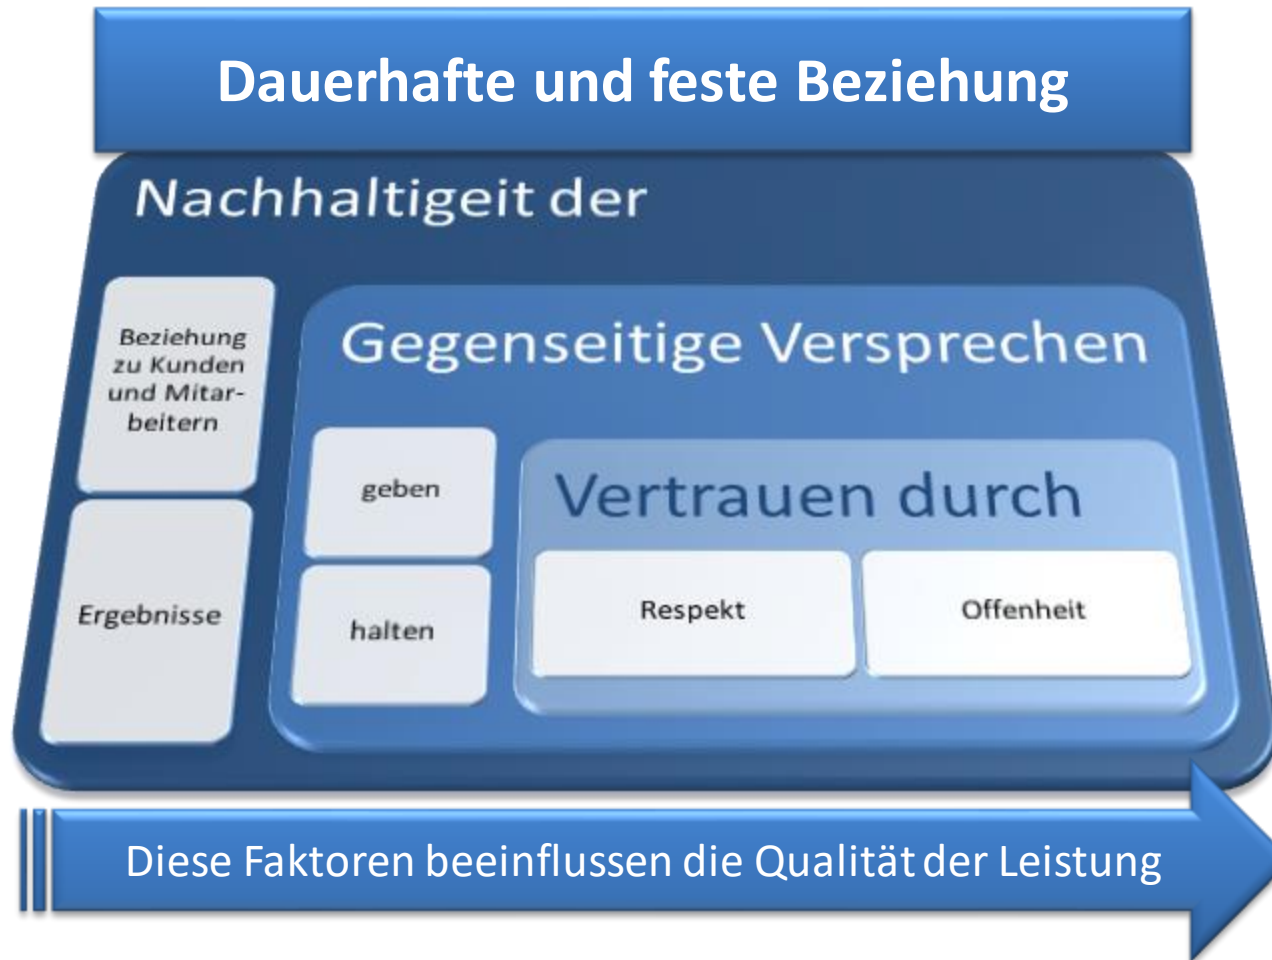 Dauerhafte und feste Beziehung
Nachhaltigeit der
Beziehung
zu Kunden
und Mitar-
beitern
Ergebnisse
Gegenseitige Versprechen
geben
halten
Vertrauen durch
Respekt
Offenheit
Diese Faktoren beeinflussen die Qualität der Leistung